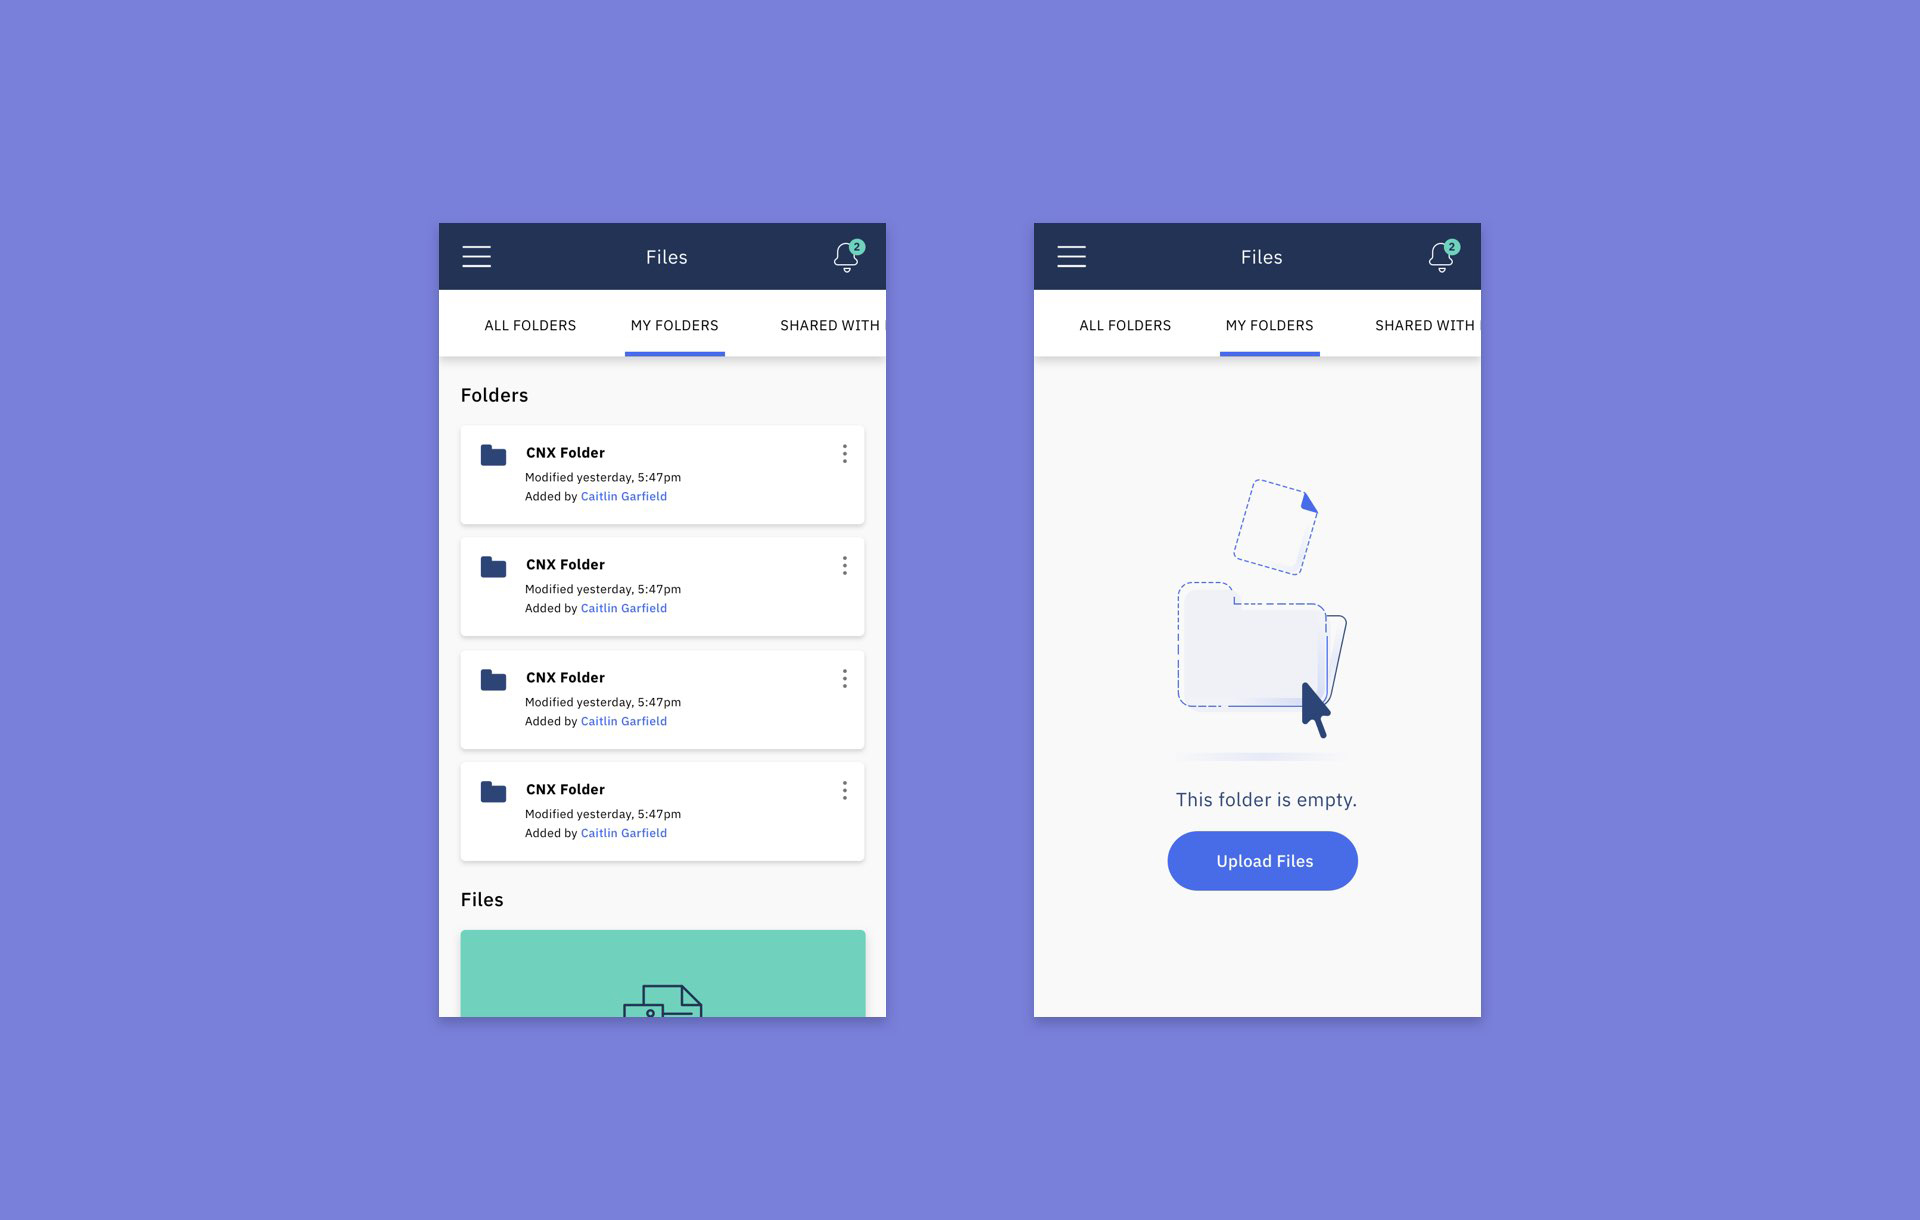 Files
2
ALL FOLDERS
MY FOLDERS
SHARED WITH
Folders
CNX Folder
Modified yesterday, 5:47pm
Added by Caitlin Garfield
CNX Folder
Modified yesterday, 5:47pm
Added by Caitlin Garfield
CNX Folder
Modified yesterday, 5:47pm
Added by Caitlin Garfield
CNX Folder
Modified yesterday, 5:47pm
Added by Caitlin Garfield
Files
Files
2
ALL FOLDERS
MY FOLDERS
SHARED WITH
This folder is empty.
Upload Files